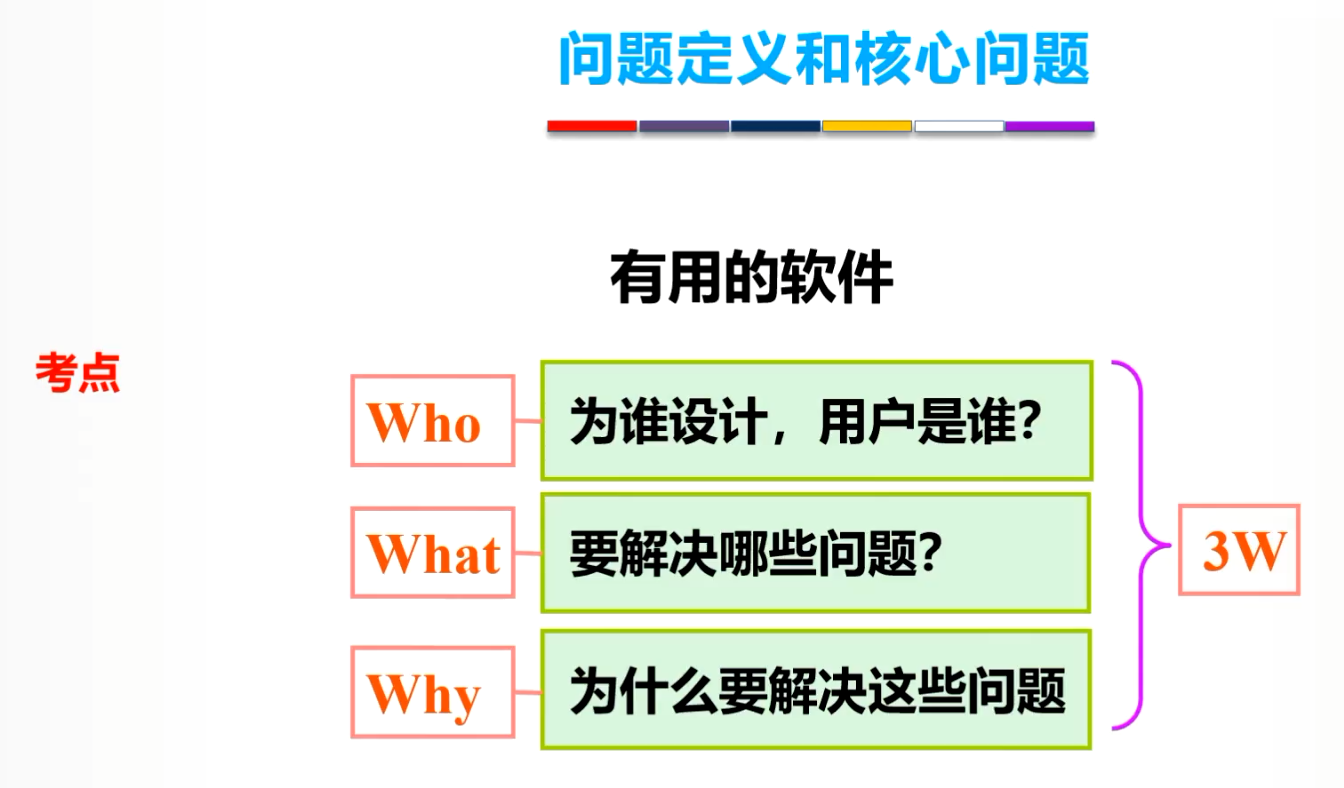 问题定义和核心问题
有用的软件
考点
Who
为谁设计，用户是谁？
What
要解决哪些问题？
3W
Why
为什么要解决这些问题